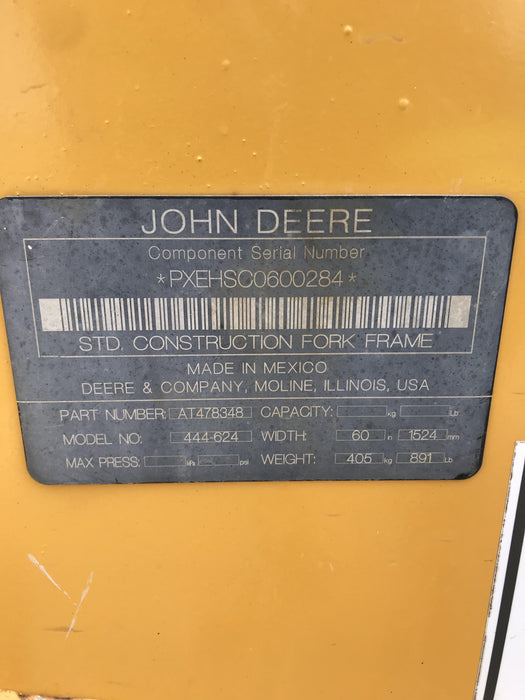 JOHN DEERE
Component Serial Number
*PXEHSC0600284*
STD. CONSTRUCTION FORK FRAME
MADE IN MEXICO
DEERE & COMPANY, MOLINE, ILLINOIS, USA
PART NUMBER: AT478348 CAPACITY: kg Lb
MODEL NO: 444-624 WIDTH: 60 in 1524 mm
MAX PRESS: kPa psi WEIGHT: 405 kg 891 Lb